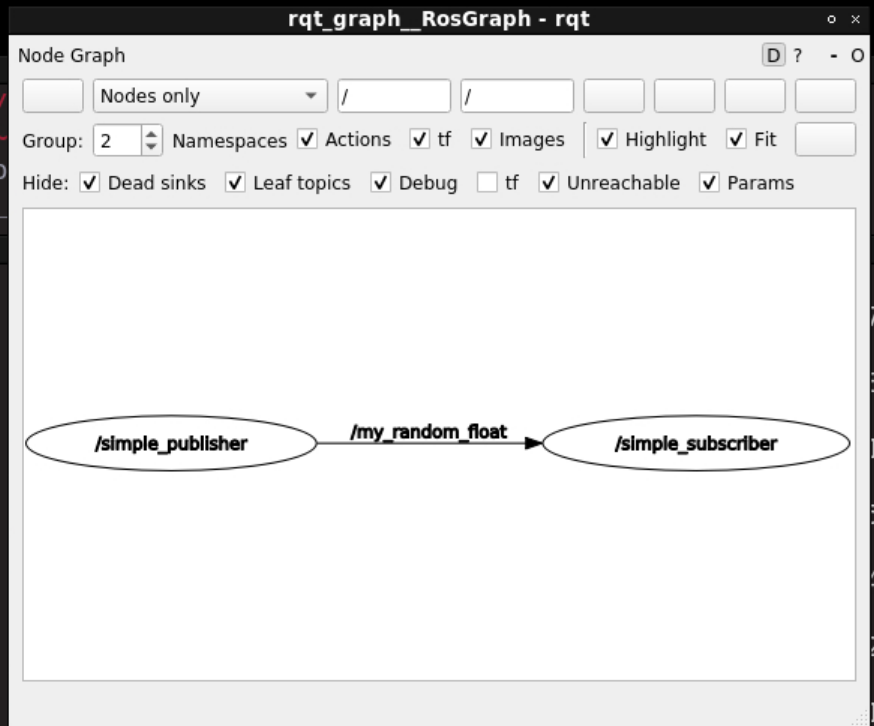 rqt_graph__RosGraph - rqt
Node Graph
D ? - O
Nodes only / /
Group: 2 Namespaces Actions tf Images Highlight Fit
Hide: Dead sinks Leaf topics Debug tf Unreachable Params
/simple_publisher /my_random_float /simple_subscriber